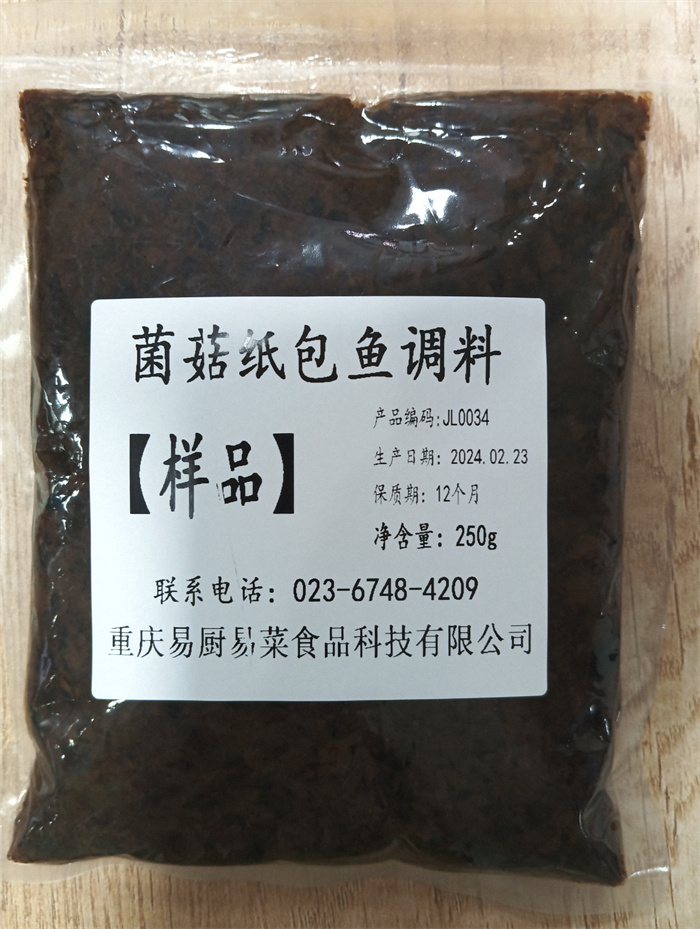 菌菇纸包鱼调料
【样品】
产品编码:JL0034
生产日期: 2024.02.23
保质期: 12个月
净含量: 250g
联系电话: 023-6748-4209
重庆易厨易菜食品科技有限公司